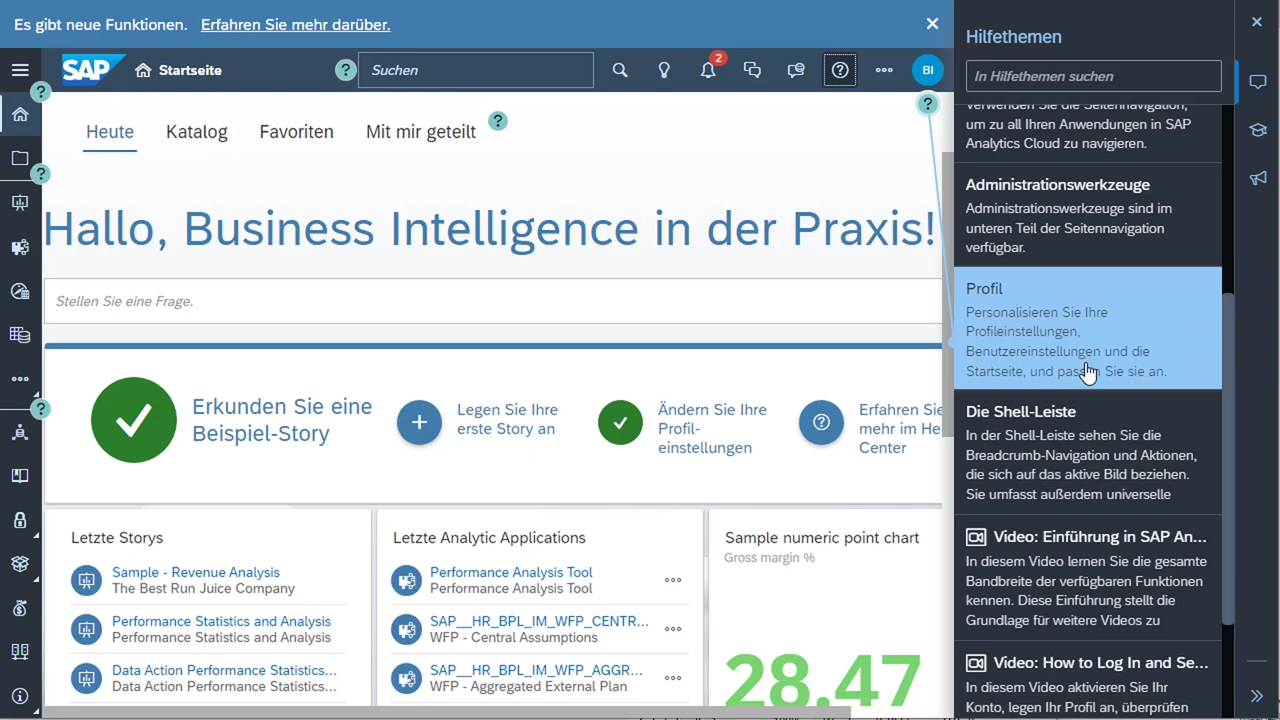 Es gibt neue Funktionen. Erfahren Sie mehr darüber.
SAP Startseite
?
Suchen
2
BI
?
?
Heute
Katalog
Favoriten
Mit mir geteilt
?
?
Hallo, Business Intelligence in der Praxis!
Stellen Sie eine Frage.
Erkunden Sie eine
Beispiel-Story
Legen Sie Ihre
erste Story an
Ändern Sie Ihre
Profil-
einstellungen
Erfahren Sie
mehr im He
Center
?
Letzte Storys
Sample - Revenue Analysis
The Best Run Juice Company
Performance Statistics and Analysis
Performance Statistics and Analysis
Data Action Performance Statistics...
Data Action Performance Statistics...
Letzte Analytic Applications
Performance Analysis Tool
Performance Analysis Tool
SAP__HR_BPL_IM_WFP_CENTR...
WFP - Central Assumptions
SAP__HR_BPL_IM_WFP_AGGR...
WFP - Aggregated External Plan
Sample numeric point chart
Gross margin %
28.47
Hilfethemen
In Hilfethemen suchen
verwenden Sie die Seitennavigation,
um zu all Ihren Anwendungen in SAP
Analytics Cloud zu navigieren.
Administrationswerkzeuge
Administrationswerkzeuge sind im
unteren Teil der Seitennavigation
verfügbar.
Profil
Personalisieren Sie Ihre
Profileinstellungen,
Benutzereinstellungen und die
Startseite, und passen Sie sie an.
Die Shell-Leiste
In der Shell-Leiste sehen Sie die
Breadcrumb-Navigation und Aktionen,
die sich auf das aktive Bild beziehen.
Sie umfasst außerdem universelle
Video: Einführung in SAP An...
In diesem Video lernen Sie die gesamte
Bandbreite der verfügbaren Funktionen
kennen. Diese Einführung stellt die
Grundlage für weitere Videos zu
Video: How to Log In and Se...
In diesem Video aktivieren Sie Ihr
Konto, legen Ihr Profil an, überprüfen